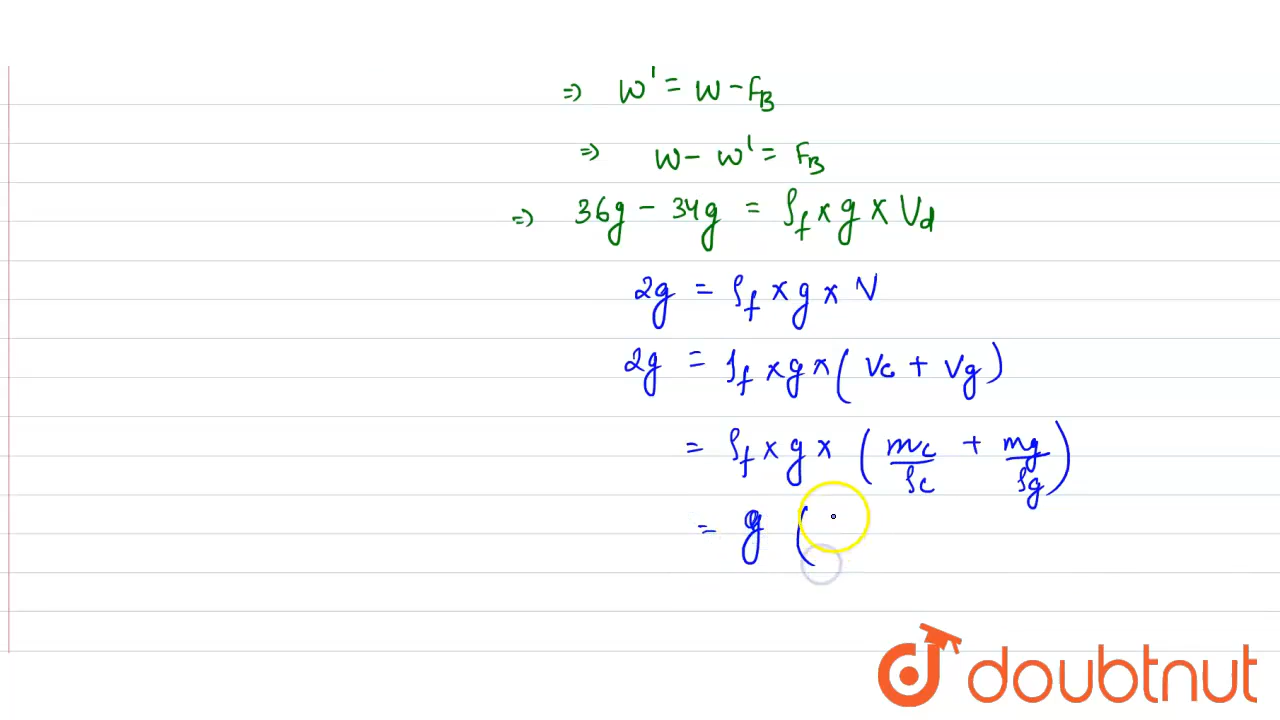 ⇒ W' = W - F_B
⇒ W - W' = F_B
⇒ 36g - 34g = ρ_f × g × V_d
2g = ρ_f × g × V
2g = ρ_f × g × (V_c + V_g)
= ρ_f × g × (m_c/ρ_c + m_g/ρ_g)
= g (
doubtnut